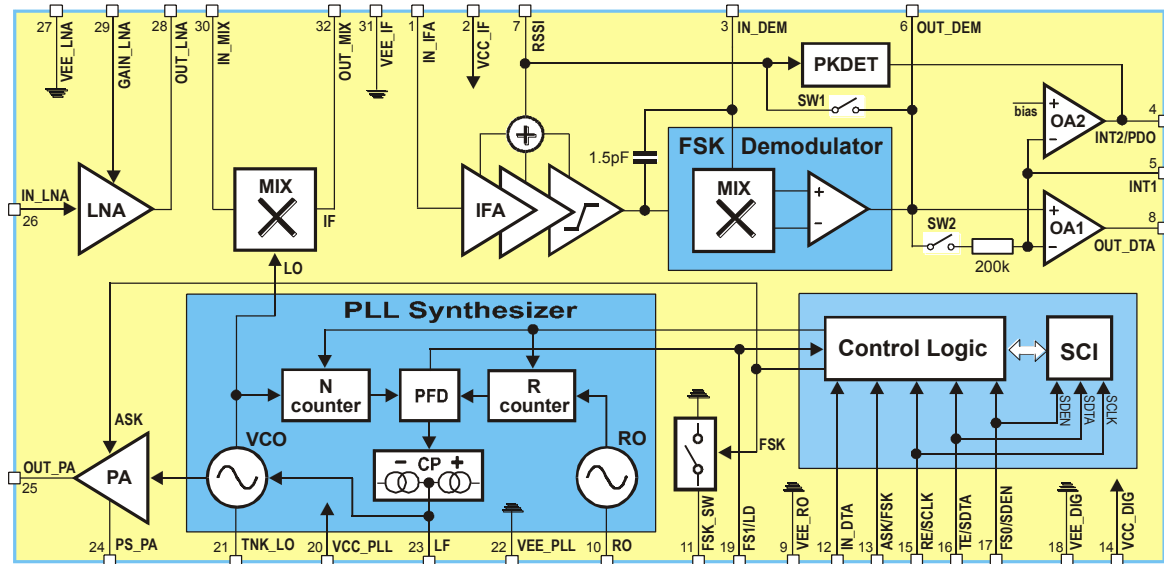 27 29 28 30 32 31 1 2 7 3 6
VEE_LNA
GAIN_LNA
OUT_LNA
IN_MIX
OUT_MIX
VEE_IF
IN_IFA
VCC_IF
RSSI
IN_DEM
OUT_DEM
PKDET
SW1
bias
+
−
OA2
4
INT2/PDO
5
INT1
1.5pF
FSK Demodulator
MIX
+
−
IN_LNA
26
LNA
MIX
IF
LO
IFA
SW2
200k
+
−
OA1
8
OUT_DTA
PLL Synthesizer
N
counter
PFD
R
counter
Control Logic
SCI
SDEN
SDTA
SCLK
ASK
VCO
− CP +
RO
FSK
OUT_PA
25
PA
24
PS_PA
21
TNK_LO
20
VCC_PLL
23
LF
22
VEE_PLL
10
RO
11
FSK_SW
19
FS1/LD
9
VEE_RO
12
IN_DTA
13
ASK/FSK
15
RE/SCLK
16
TE/SDTA
17
FS0/SDEN
18
VEE_DIG
14
VCC_DIG